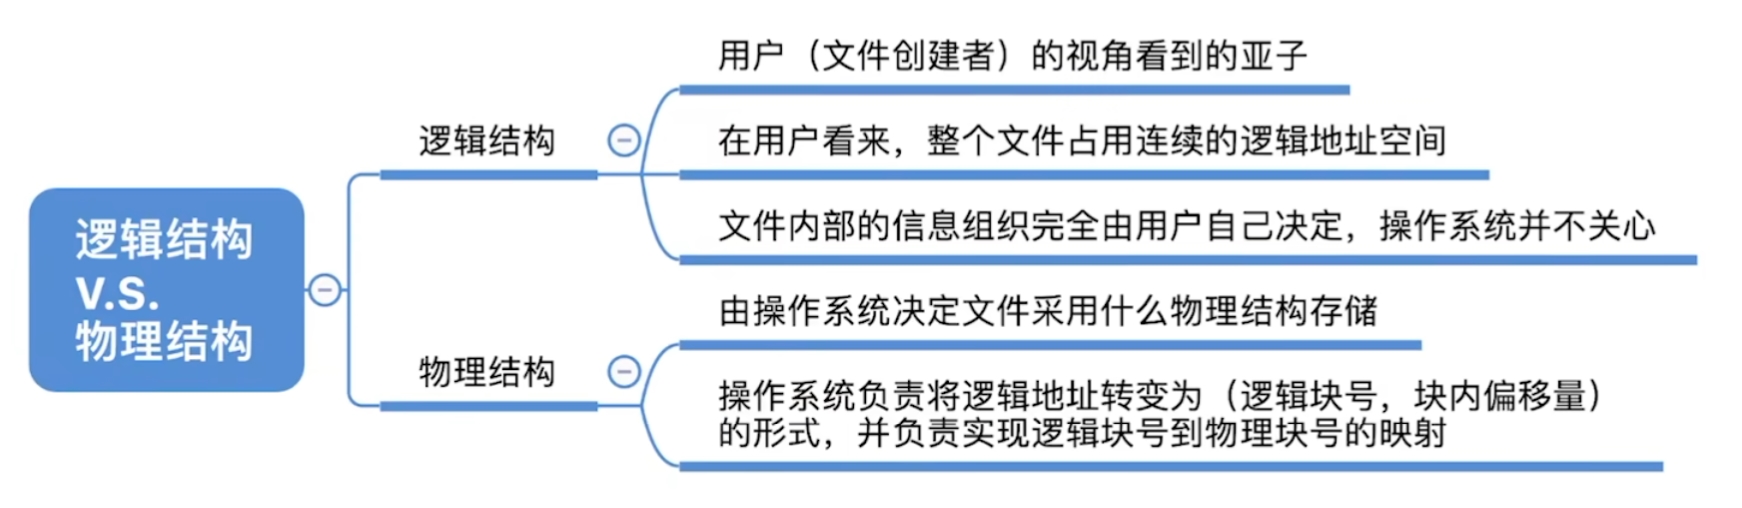 逻辑结构
V.S.
物理结构
逻辑结构
用户（文件创建者）的视角看到的亚子
在用户看来，整个文件占用连续的逻辑地址空间
文件内部的信息组织完全由用户自己决定，操作系统并不关心
物理结构
由操作系统决定文件采用什么物理结构存储
操作系统负责将逻辑地址转变为（逻辑块号，块内偏移量）
的形式，并负责实现逻辑块号到物理块号的映射